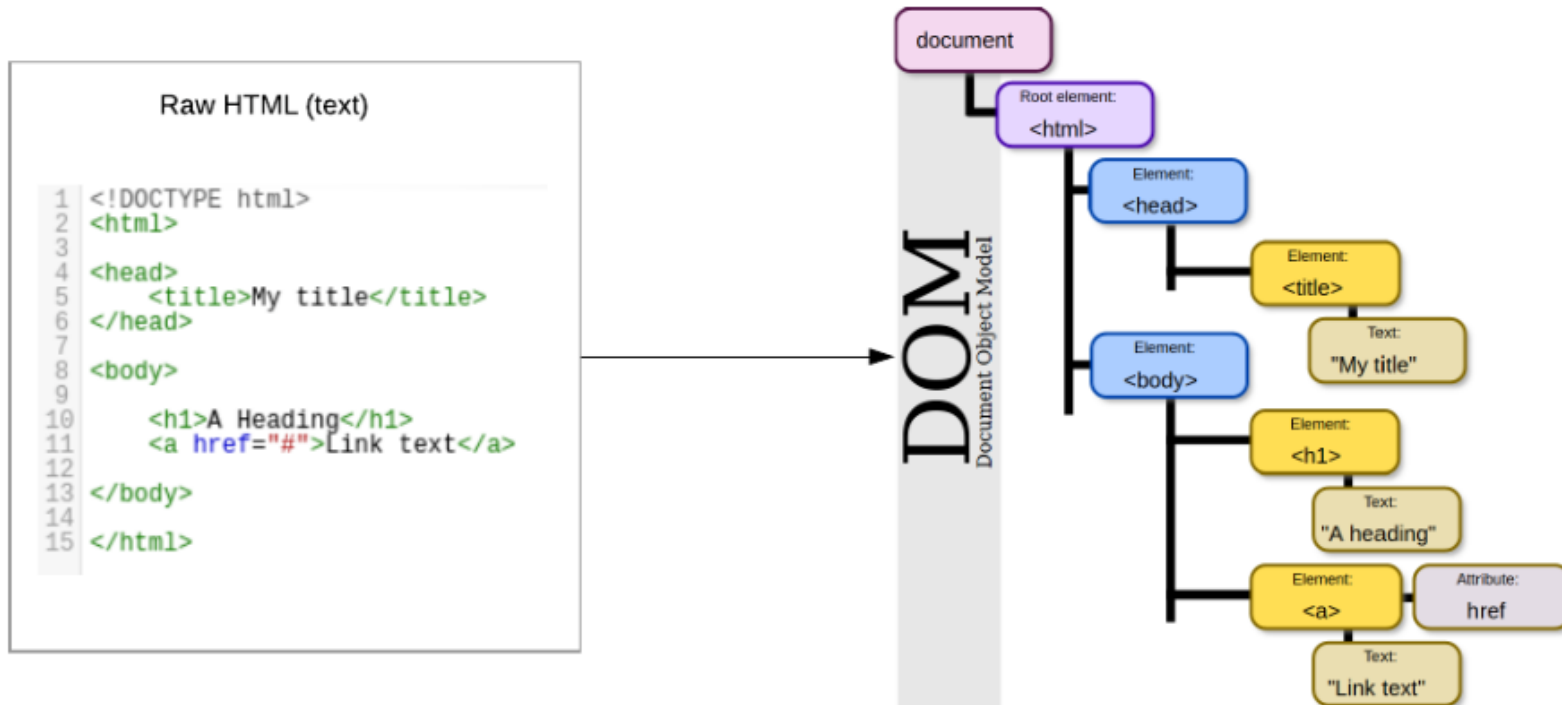 Raw HTML (text)
1 <!DOCTYPE html>
2 <html>
3
4 <head>
5     <title>My title</title>
6 </head>
7
8 <body>
9
10     <h1>A Heading</h1>
11     <a href="#">Link text</a>
12
13 </body>
14
15 </html>
DOM
Document Object Model
document
Root element:
<html>
Element:
<head>
Element:
<title>
Text:
"My title"
Element:
<body>
Element:
<h1>
Text:
"A heading"
Element:
<a>
Attribute:
href
Text:
"Link text"